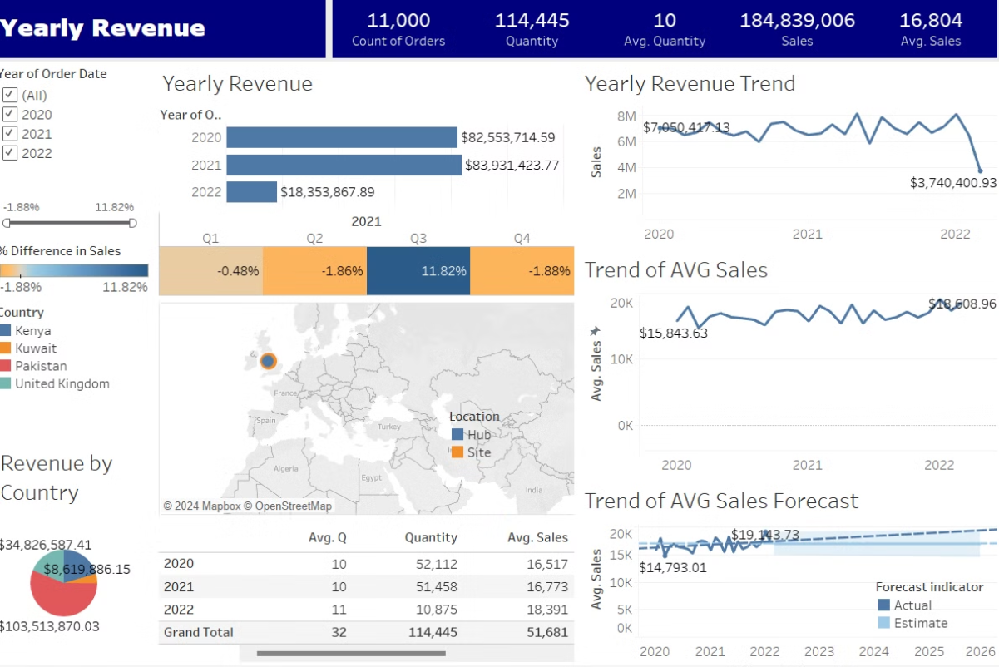 Yearly Revenue
11,000
Count of Orders
114,445
Quantity
10
Avg. Quantity
184,839,006
Sales
16,804
Avg. Sales
Year of Order Date
(All)
2020
2021
2022
-1.88% 11.82%
% Difference in Sales
-1.88% 11.82%
Country
Kenya
Kuwait
Pakistan
United Kingdom
Revenue by
Country
$34,826,587.41
$8,619,886.15
$103,513,870.03
Yearly Revenue
Year of O..
2020 $82,553,714.59
2021 $83,931,423.77
2022 $18,353,867.89
2021
Q1 Q2 Q3 Q4
-0.48% -1.86% 11.82% -1.88%
France
Spain
Turkey
Algeria
Egypt
India
Location
Hub
Site
© 2024 Mapbox © OpenStreetMap
Avg. Q Quantity Avg. Sales
2020 10 52,112 16,517
2021 10 51,458 16,773
2022 11 10,875 18,391
Grand Total 32 114,445 51,681
Yearly Revenue Trend
Sales
8M
6M
4M
2M
$7,050,417.13
$3,740,400.93
2020 2021 2022
Trend of AVG Sales
Avg. Sales
20K
10K
0K
$15,843.63
$18,608.96
2020 2021 2022
Trend of AVG Sales Forecast
Avg. Sales
20K
15K
10K
5K
0K
$19,143.73
$14,793.01
Forecast indicator
Actual
Estimate
2020 2021 2022 2023 2024 2025 2026